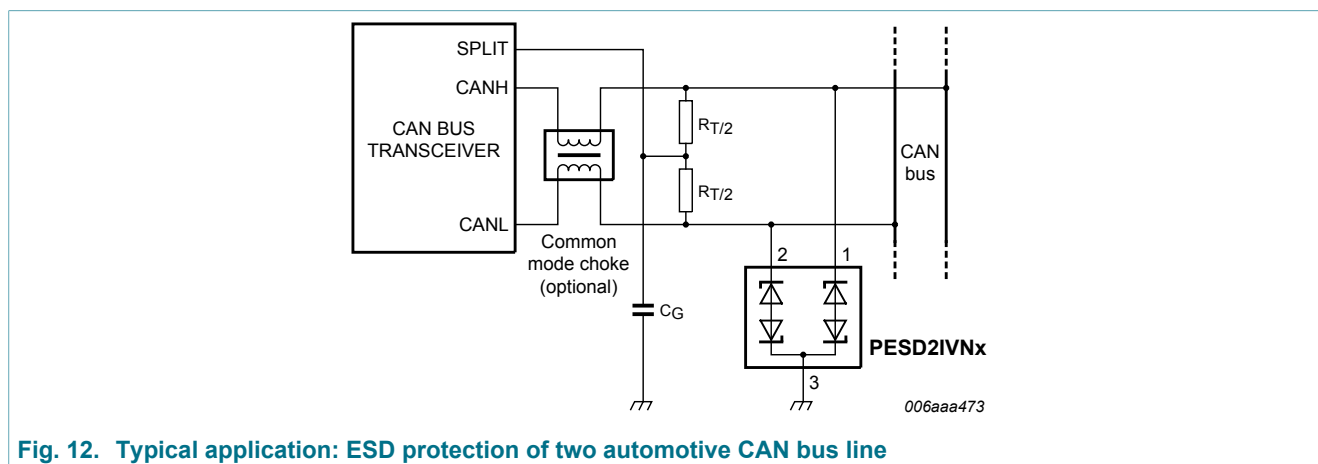 SPLIT
CANH
CAN BUS
TRANSCEIVER
CANL
Common
mode choke
(optional)
RT/2
RT/2
CG
CAN
bus
2
1
3
PESD2IVNx
006aaa473
Fig. 12. Typical application: ESD protection of two automotive CAN bus line